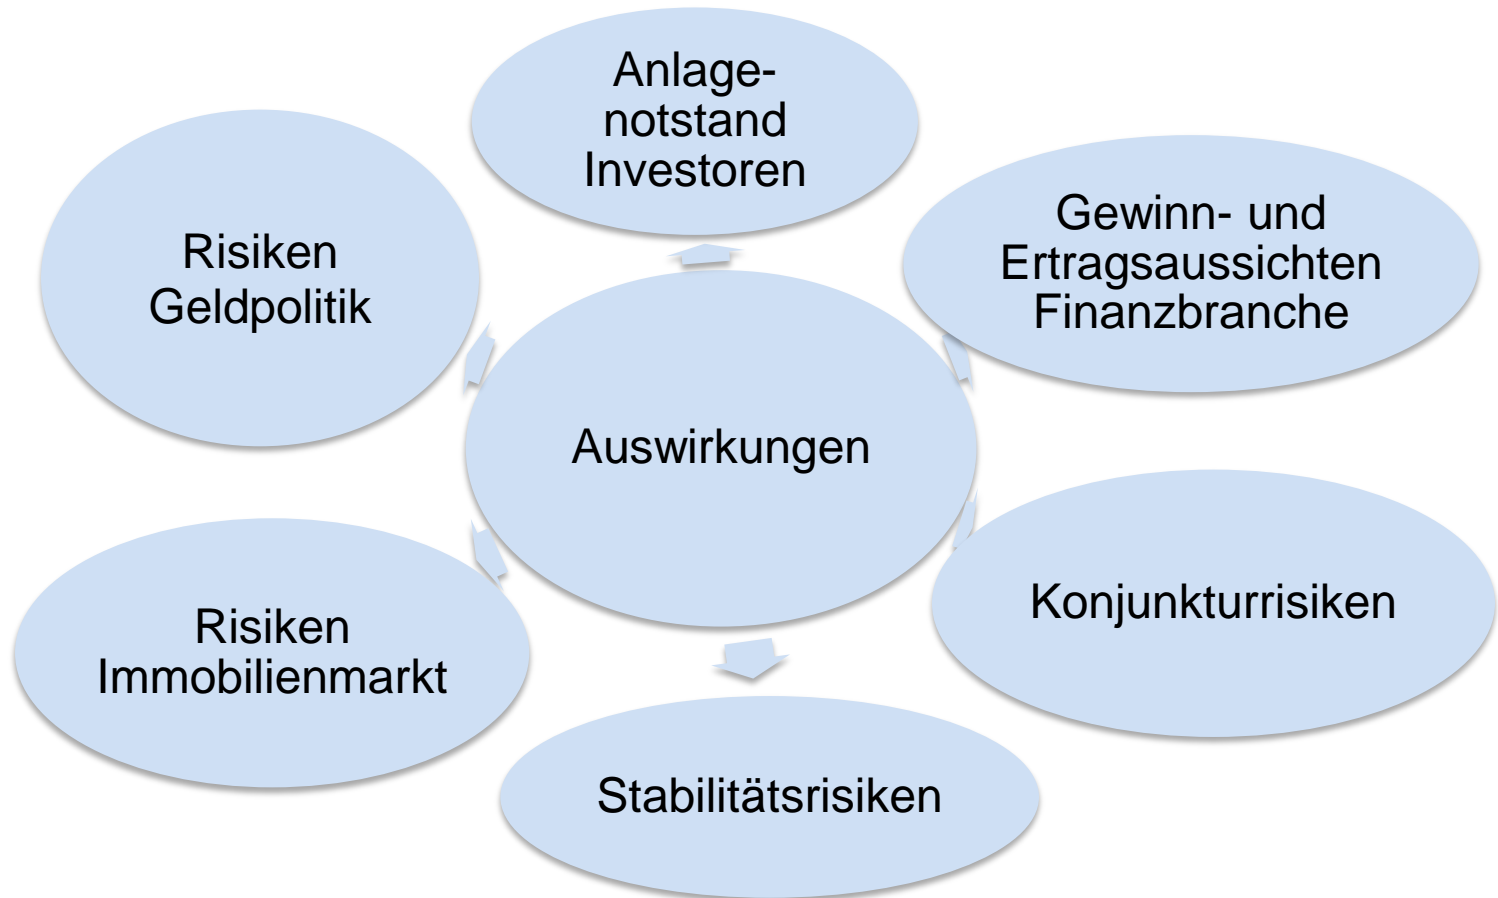 Anlage-
notstand
Investoren
Gewinn- und
Ertragsaussichten
Finanzbranche
Risiken
Geldpolitik
Auswirkungen
Konjunkturrisiken
Risiken
Immobilienmarkt
Stabilitätsrisiken